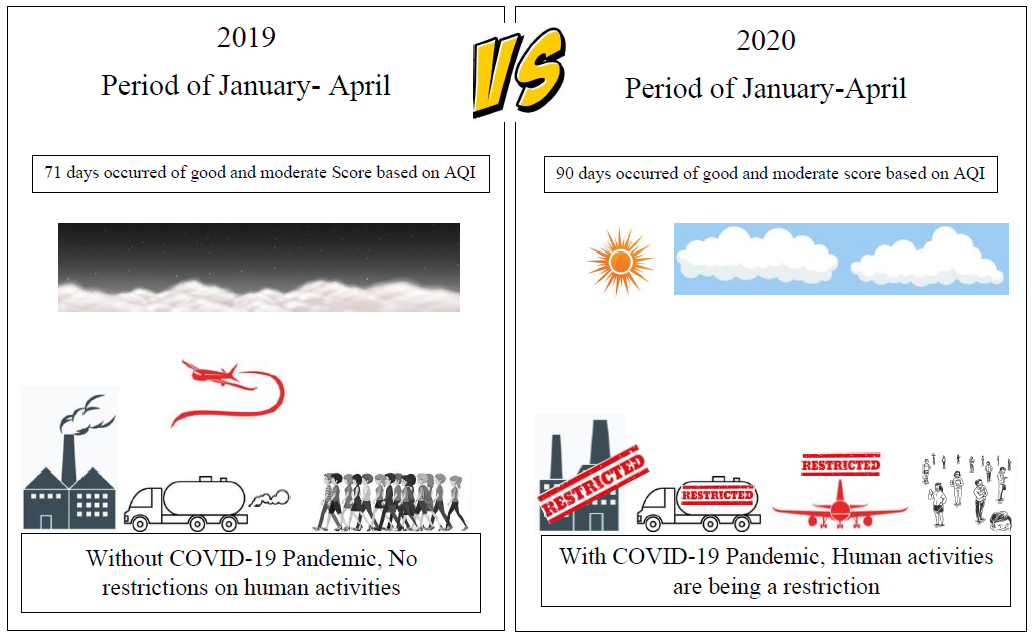 2019
Period of January- April
71 days occurred of good and moderate Score based on AQI
Without COVID-19 Pandemic, No
restrictions on human activities
VS
2020
Period of January-April
90 days occurred of good and moderate score based on AQI
RESTRICTED
RESTRICTED
RESTRICTED
With COVID-19 Pandemic, Human activities
are being a restriction